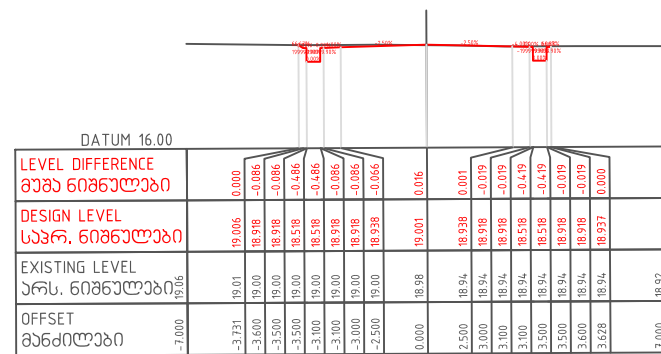 -2.50% 2.50%
DATUM 16.00
LEVEL DIFFERENCE
მუშა ნიშნულები
0.000 -0.086 -0.486 -0.486 -0.086 -0.086 -0.066 0.016 0.001 -0.019 -0.019 -0.419 -0.419 -0.019 -0.019 0.000
DESIGN LEVEL
საპრ. ნიშნულები
19.006 18.918 18.518 18.518 18.918 18.918 18.938 19.001 18.938 18.918 18.918 18.518 18.518 18.918 18.918 18.937
EXISTING LEVEL
არს. ნიშნულები
19.06 19.01 19.00 19.00 19.00 19.00 19.00 19.00 18.98 18.94 18.94 18.94 18.94 18.94 18.94 18.94 18.94 18.92
OFFSET
მანძილები
-7.000 -3.731 -3.600 -3.500 -3.500 -3.100 -3.100 -3.000 -2.500 0.000 2.500 3.000 3.100 3.100 3.500 3.500 3.600 3.628 7.000